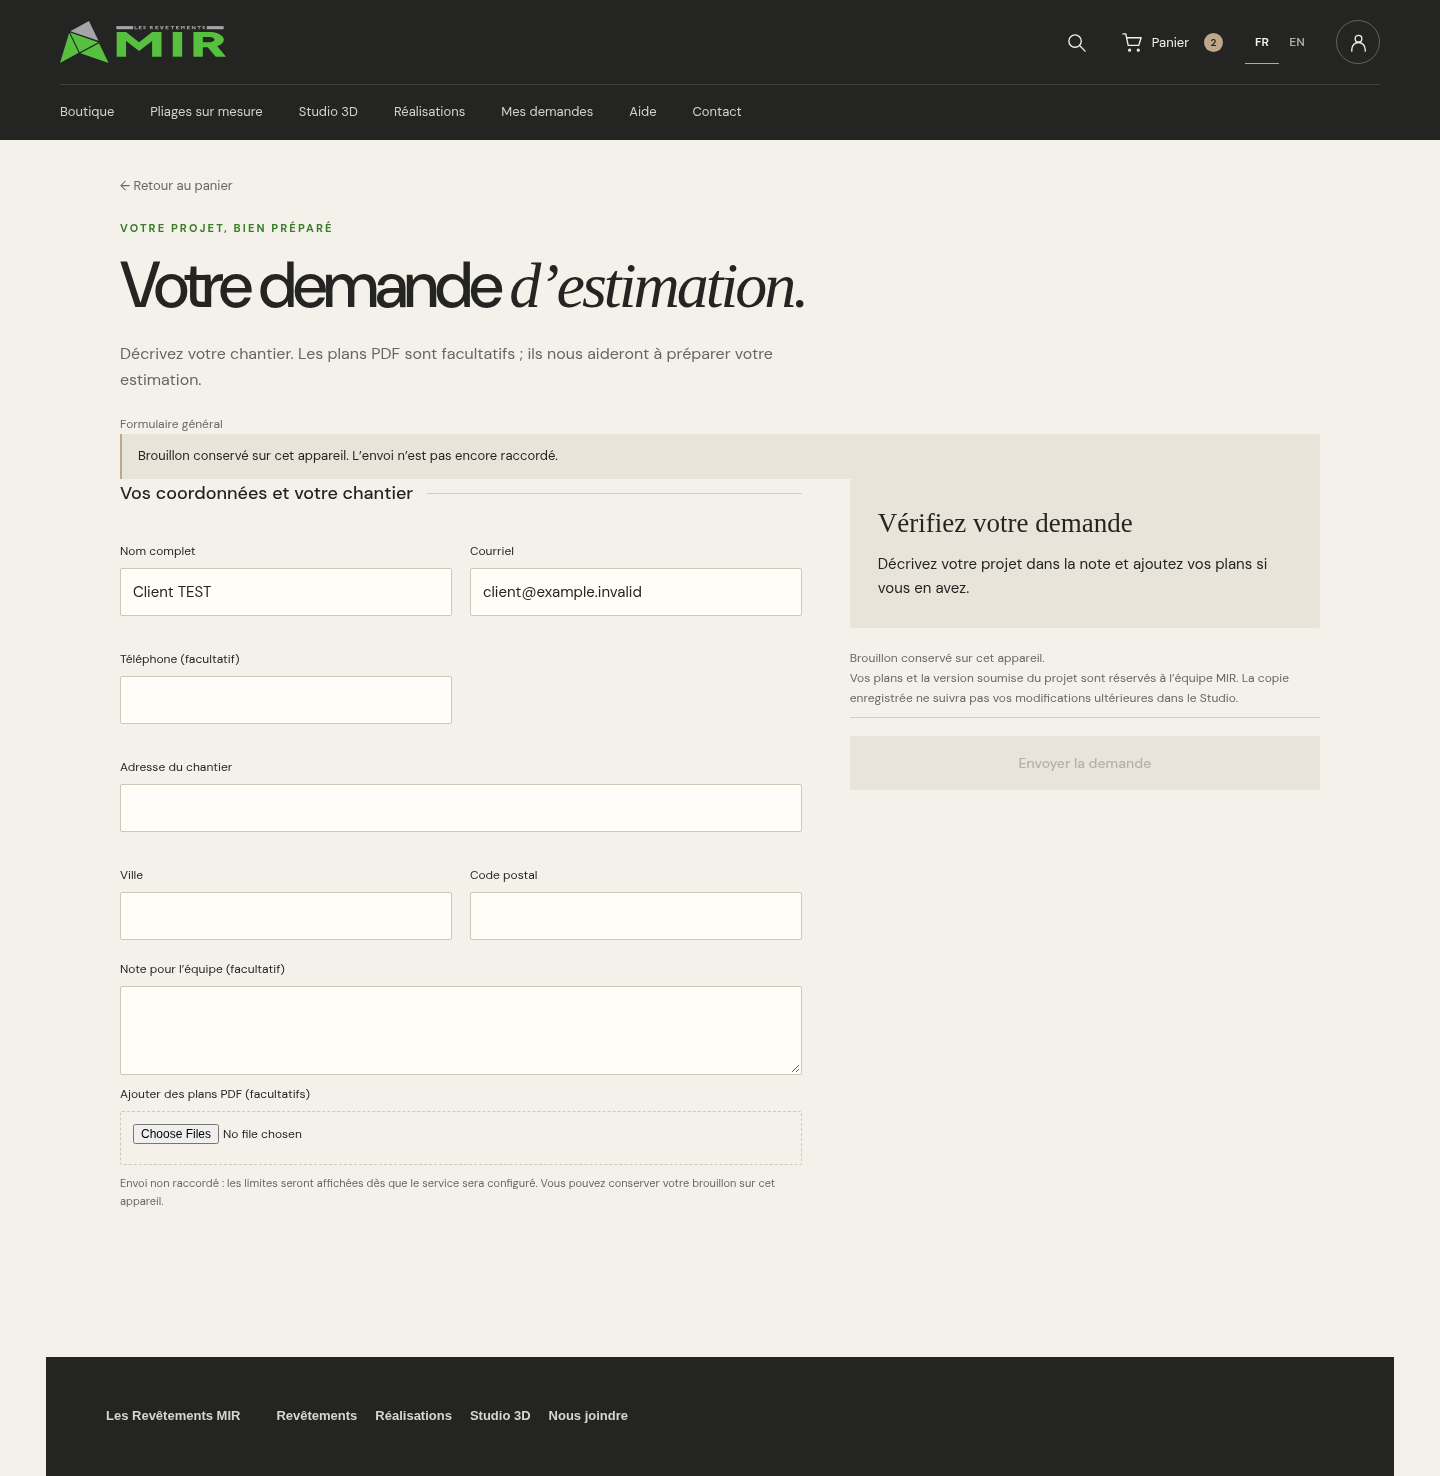 LES REVÊTEMENTS
MIR
Panier 2 FR EN
Boutique Pliages sur mesure Studio 3D Réalisations Mes demandes Aide Contact
← Retour au panier
VOTRE PROJET, BIEN PRÉPARÉ
Votre demande d’estimation.
Décrivez votre chantier. Les plans PDF sont facultatifs ; ils nous aideront à préparer votre
estimation.
Formulaire général
Brouillon conservé sur cet appareil. L’envoi n’est pas encore raccordé.
Vos coordonnées et votre chantier
Nom complet Courriel
Client TEST client@example.invalid
Téléphone (facultatif)
Adresse du chantier
Ville Code postal
Note pour l’équipe (facultatif)
Ajouter des plans PDF (facultatifs)
Choose Files No file chosen
Envoi non raccordé : les limites seront affichées dès que le service sera configuré. Vous pouvez conserver votre brouillon sur cet
appareil.
Vérifiez votre demande
Décrivez votre projet dans la note et ajoutez vos plans si
vous en avez.
Brouillon conservé sur cet appareil.
Vos plans et la version soumise du projet sont réservés à l’équipe MIR. La copie
enregistrée ne suivra pas vos modifications ultérieures dans le Studio.
Envoyer la demande
Les Revêtements MIR Revêtements Réalisations Studio 3D Nous joindre